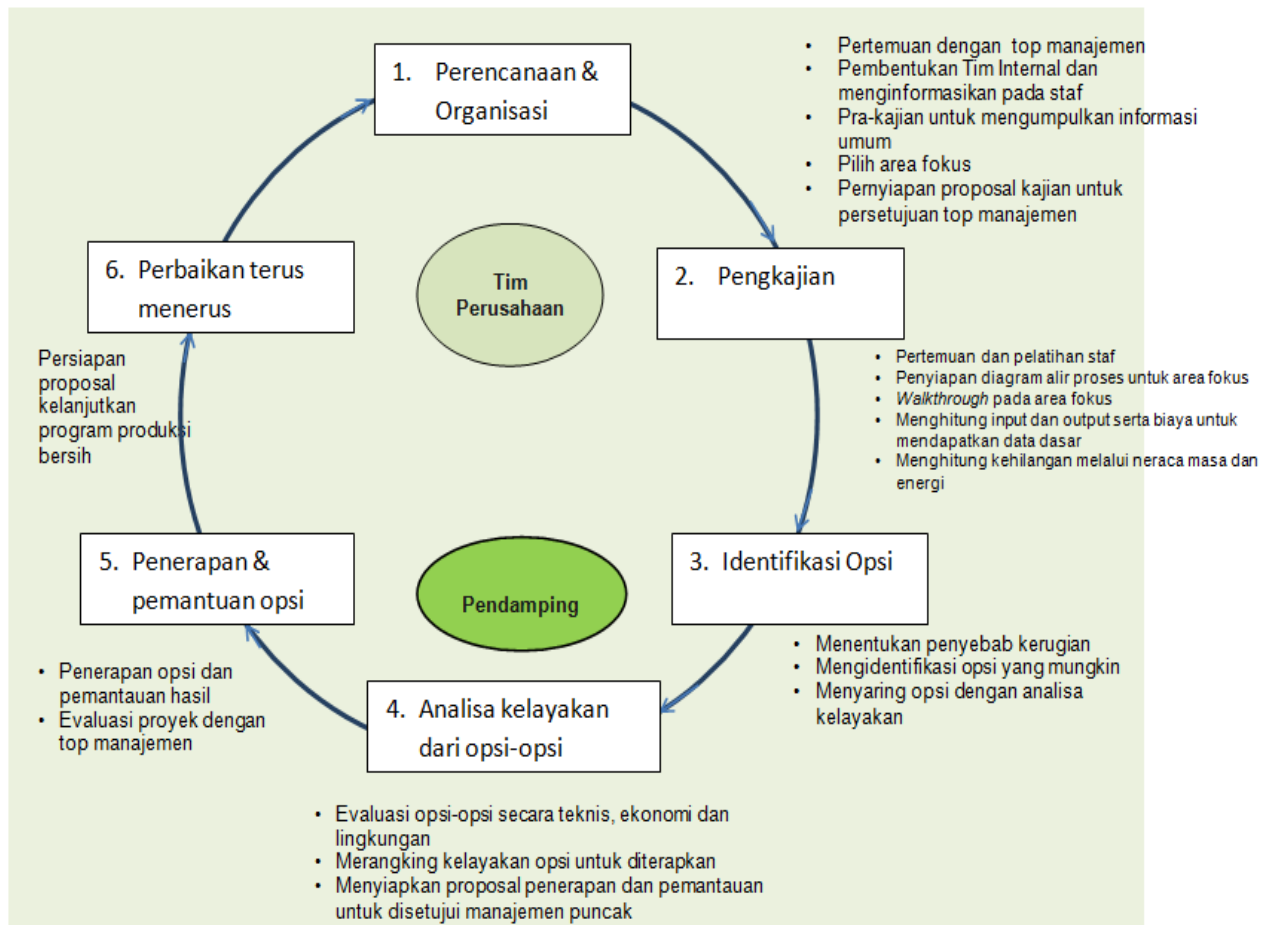 1. Perencanaan &
Organisasi
• Pertemuan dengan top manajemen
• Pembentukan Tim Internal dan
menginformasikan pada staf
• Pra-kajian untuk mengumpulkan informasi
umum
• Pilih area fokus
• Pernyiapan proposal kajian untuk
persetujuan top manajemen
2. Pengkajian
• Pertemuan dan pelatihan staf
• Penyiapan diagram alir proses untuk area fokus
• Walkthrough pada area fokus
• Menghitung input dan output serta biaya untuk
mendapatkan data dasar
• Menghitung kehilangan melalui neraca masa dan
energi
3. Identifikasi Opsi
• Menentukan penyebab kerugian
• Mengidentifikasi opsi yang mungkin
• Menyaring opsi dengan analisa
kelayakan
4. Analisa kelayakan
dari opsi-opsi
• Evaluasi opsi-opsi secara teknis, ekonomi dan
lingkungan
• Merangking kelayakan opsi untuk diterapkan
• Menyiapkan proposal penerapan dan pemantauan
untuk disetujui manajemen puncak
5. Penerapan &
pemantuan opsi
• Penerapan opsi dan
pemantauan hasil
• Evaluasi proyek dengan
top manajemen
6. Perbaikan terus
menerus
Persiapan
proposal
kelanjutkan
program produksi
bersih
Tim
Perusahaan
Pendamping